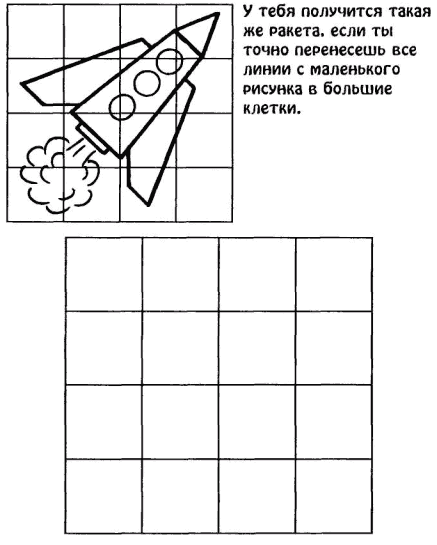 У тебя получится такая
же ракета, если ты
точно перенесешь все
линии с маленького
рисунка в большие
клетки.